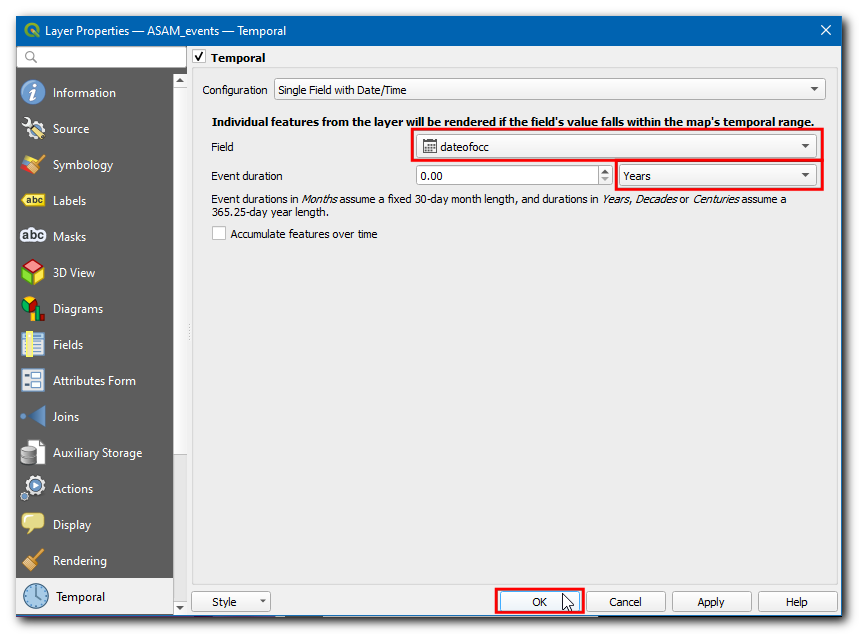 Layer Properties — ASAM_events — Temporal
Information
Source
Symbology
abc Labels
abc Masks
3D View
Diagrams
Fields
Attributes Form
Joins
Auxiliary Storage
Actions
Display
Rendering
Temporal
Temporal
Configuration Single Field with Date/Time
Individual features from the layer will be rendered if the field's value falls within the map's temporal range.
Field dateofocc
Event duration 0.00 Years
Event durations in Months assume a fixed 30-day month length, and durations in Years, Decades or Centuries assume a
365.25-day year length.
Accumulate features over time
Style OK Cancel Apply Help